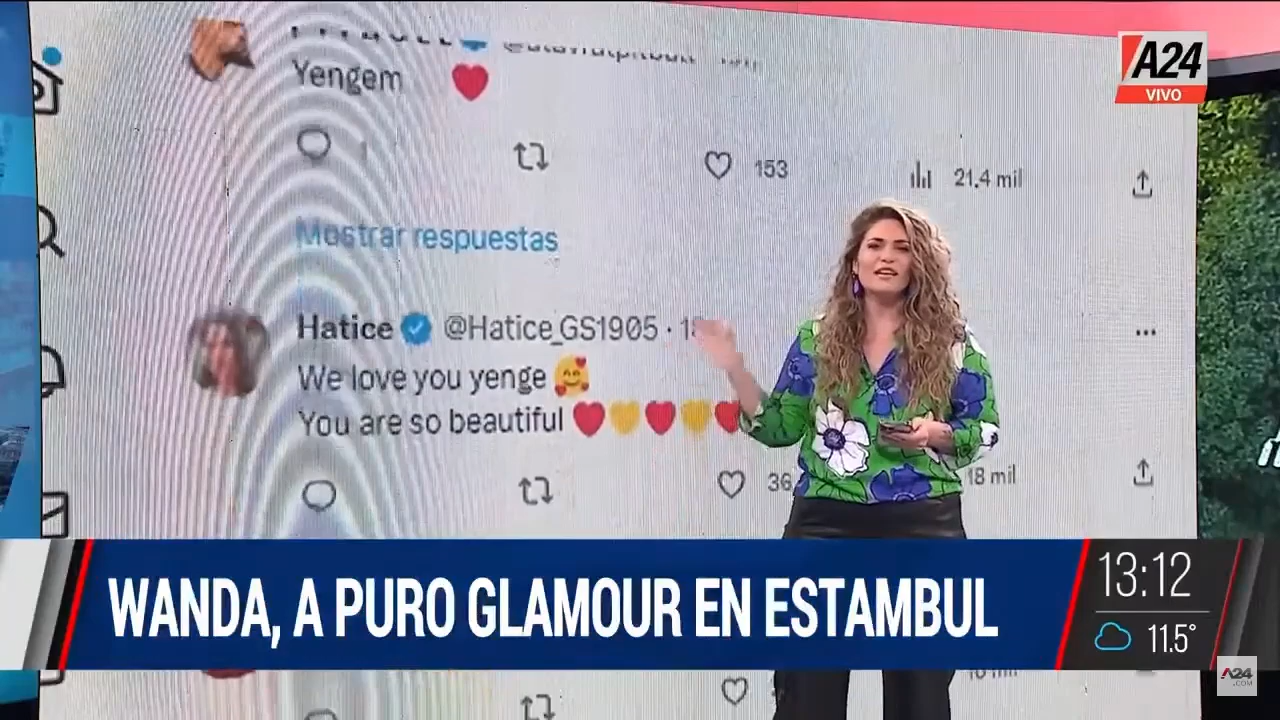 A24
VIVO
Yengem ❤️
153
21.4 mil
Mostrar respuestas
Hatice @Hatice_GS1905 ·
We love you yenge 🥰
You are so beautiful ❤️💛❤️💛❤️
36
18 mil
WANDA, A PURO GLAMOUR EN ESTAMBUL
13:12
11.5°
A24
.COM